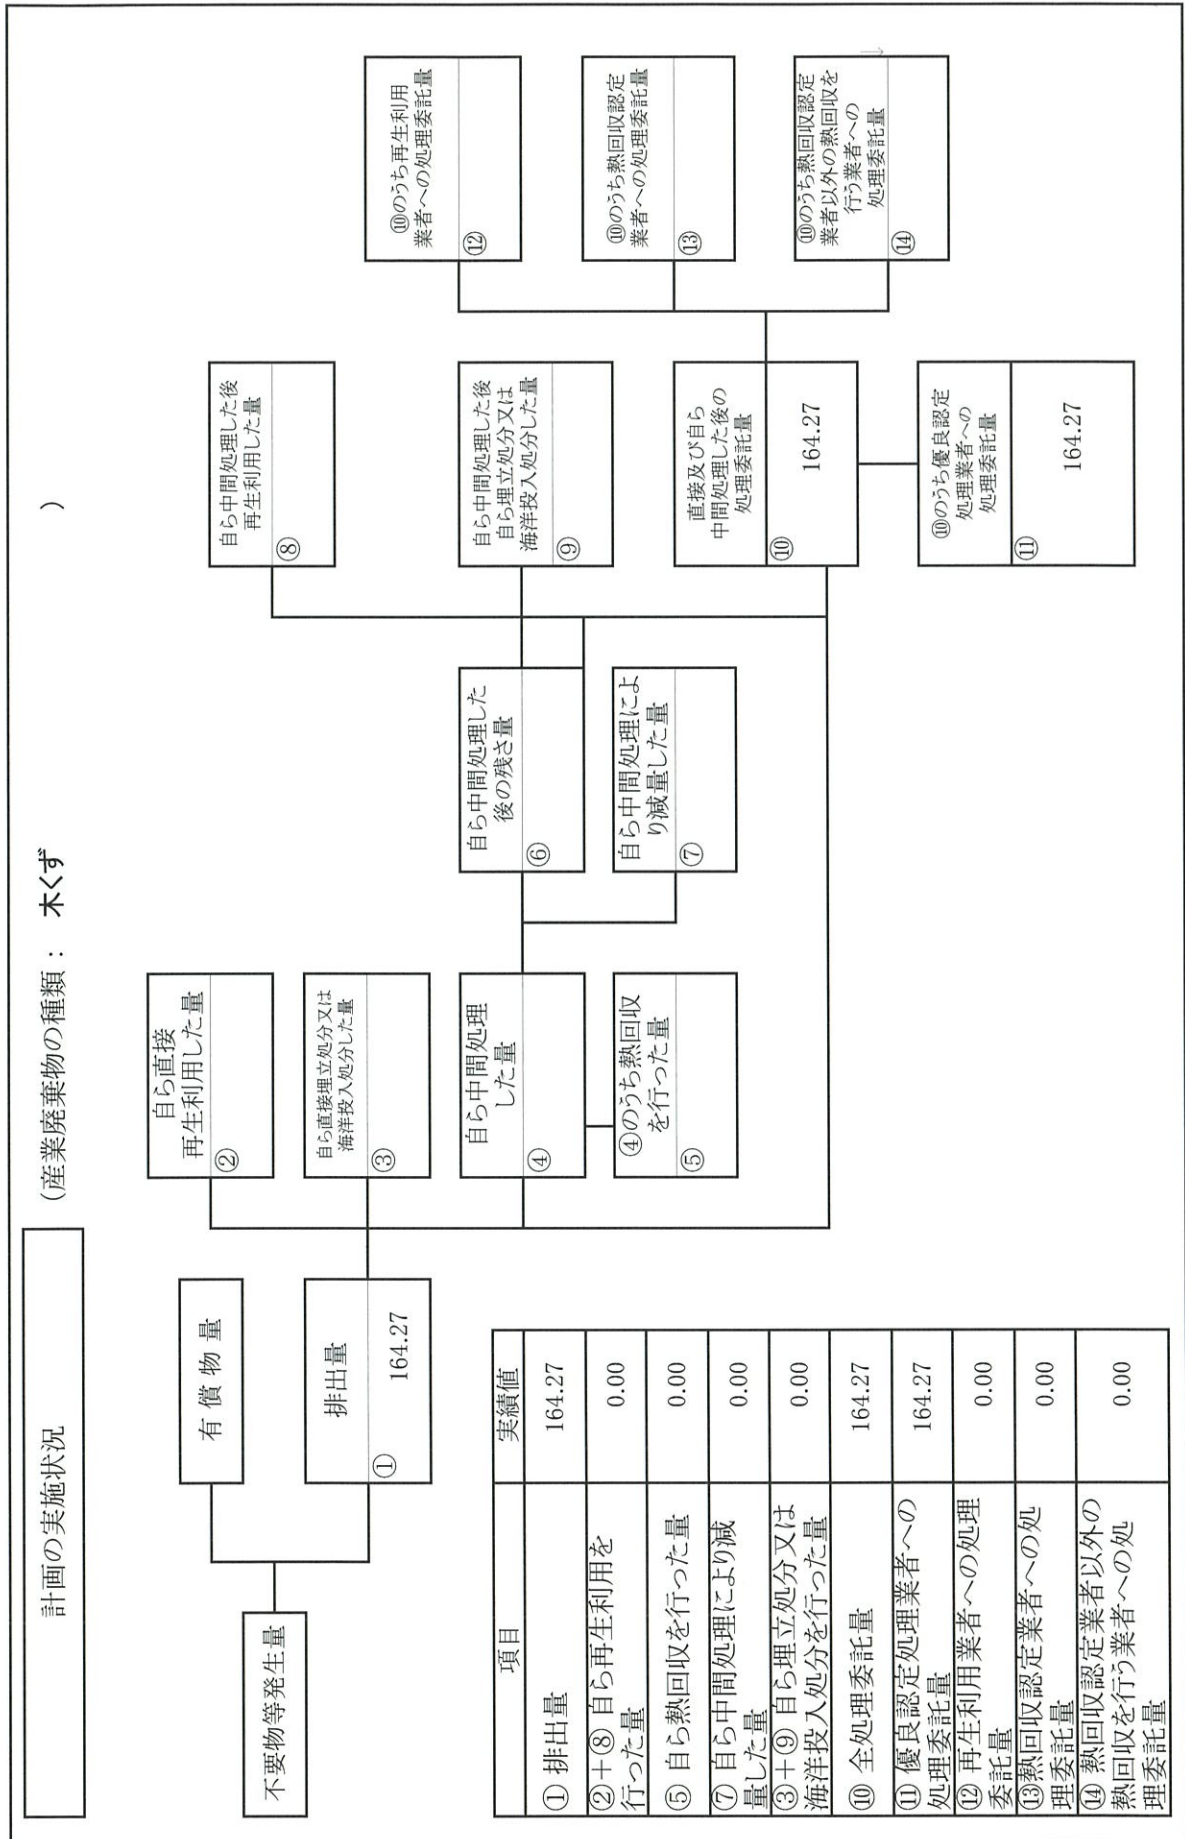 計画の実施状況
(産業廃棄物の種類： 木くず )
不要物等発生量
有償物量
排出量
①
164.27
自ら直接
再生利用した量
②
自ら直接埋立処分又は
海洋投入処分した量
③
自ら中間処理
した量
④
④のうち熱回収
を行った量
⑤
自ら中間処理した
後の残さ量
⑥
自ら中間処理によ
り減量した量
⑦
自ら中間処理した後
再生利用した量
⑧
自ら中間処理した後
自ら埋立処分又は
海洋投入処分した量
⑨
直接及び自ら
中間処理した後の
処理委託量
⑩
164.27
⑩のうち優良認定
処理業者への
処理委託量
⑪
164.27
⑩のうち再生利用
業者への処理委託量
⑫
⑩のうち熱回収認定
業者への処理委託量
⑬
⑩のうち熱回収認定
業者以外の熱回収を
行う業者への
処理委託量
⑭
項目 実績値
① 排出量 164.27
②+⑧ 自ら再生利用を
行った量 0.00
⑤ 自ら熱回収を行った量 0.00
⑦ 自ら中間処理により減
量した量 0.00
③+⑨ 自ら埋立処分又は
海洋投入処分を行った量 0.00
⑩ 全処理委託量 164.27
⑪ 優良認定処理業者への
処理委託量 164.27
⑫ 再生利用業者への処理
委託量 0.00
⑬熱回収認定業者への処
理委託量 0.00
⑭ 熱回収認定業者以外の
熱回収を行う業者への処
理委託量 0.00